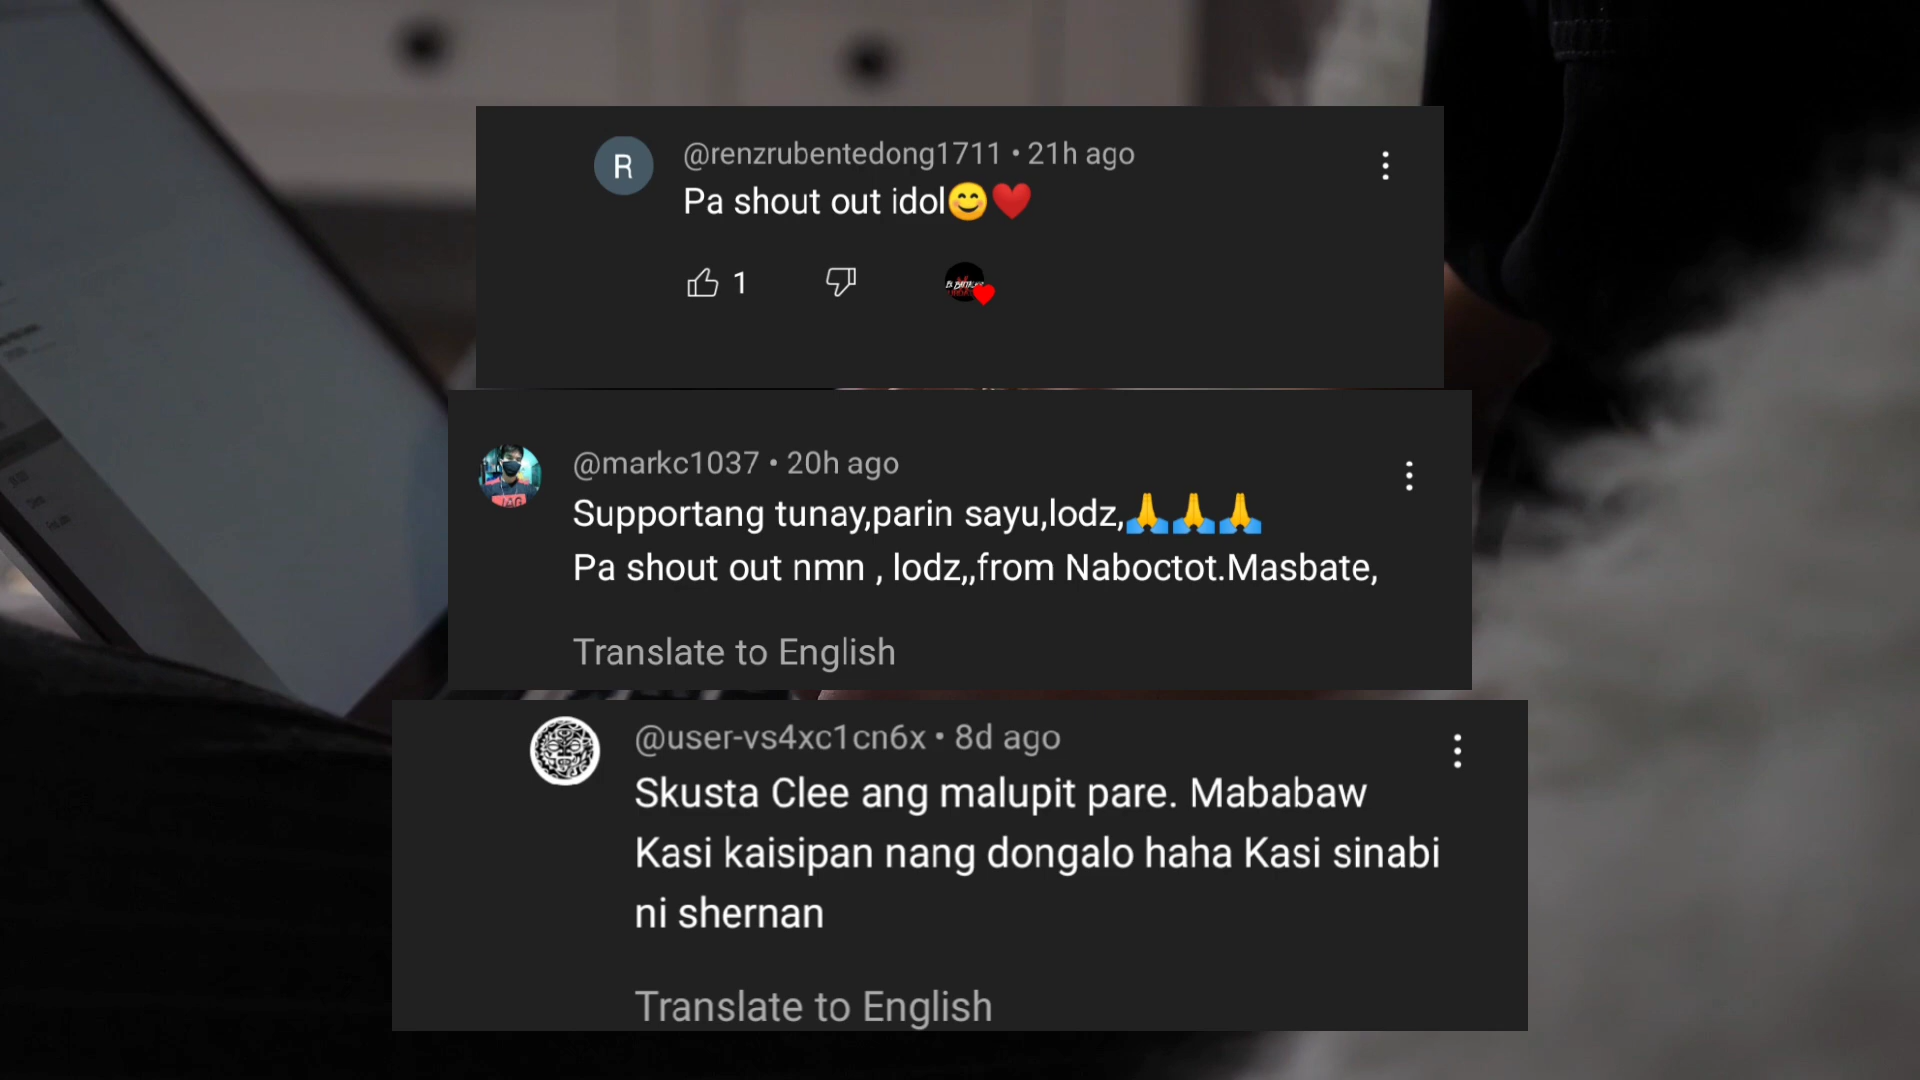 R
@renzrubentedong1711 • 21h ago
Pa shout out idol😊❤️
1
@markc1037 • 20h ago
Supportang tunay,parin sayu,lodz,🙏🙏🙏
Pa shout out nmn , lodz,,from Naboctot.Masbate,
Translate to English
@user-vs4xc1cn6x • 8d ago
Skusta Clee ang malupit pare. Mababaw
Kasi kaisipan nang dongalo haha Kasi sinabi
ni shernan
Translate to English